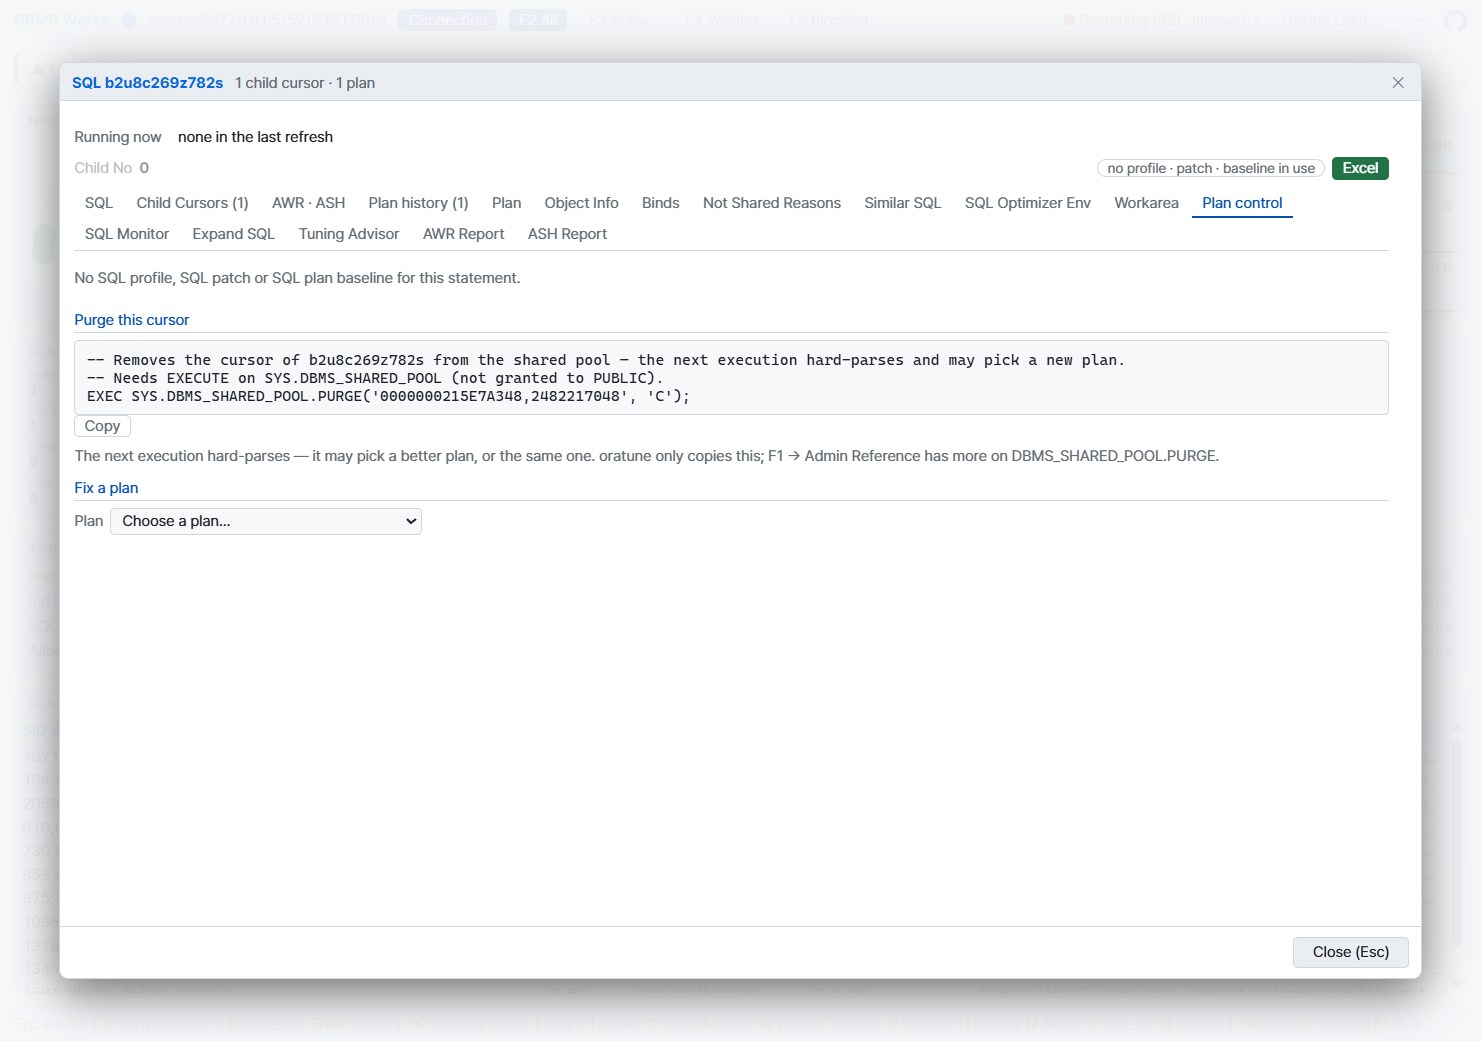 SQL b2u8c269z782s 1 child cursor · 1 plan
Running now none in the last refresh
Child No 0
no profile · patch · baseline in use Excel
SQL Child Cursors (1) AWR · ASH Plan history (1) Plan Object Info Binds Not Shared Reasons Similar SQL SQL Optimizer Env Workarea Plan control
SQL Monitor Expand SQL Tuning Advisor AWR Report ASH Report
No SQL profile, SQL patch or SQL plan baseline for this statement.
Purge this cursor
-- Removes the cursor of b2u8c269z782s from the shared pool — the next execution hard-parses and may pick a new plan.
-- Needs EXECUTE on SYS.DBMS_SHARED_POOL (not granted to PUBLIC).
EXEC SYS.DBMS_SHARED_POOL.PURGE('0000000215E7A348,2482217048', 'C');
Copy
The next execution hard-parses — it may pick a better plan, or the same one. oratune only copies this; F1 → Admin Reference has more on DBMS_SHARED_POOL.PURGE.
Fix a plan
Plan Choose a plan...
Close (Esc)